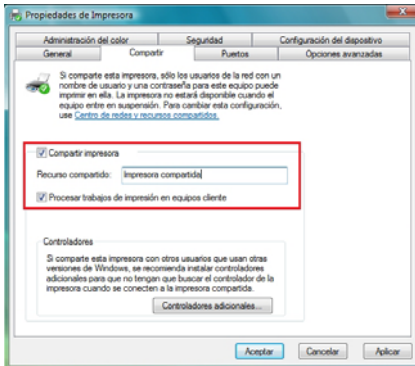 Propiedades de Impresora
Administración del color
Seguridad
Configuración del dispositivo
General
Compartir
Puertos
Opciones avanzadas
Si comparte esta impresora, sólo los usuarios de la red con un
nombre de usuario y una contraseña para este equipo puede
imprimir en ella. La impresora no estará disponible cuando el
equipo entre en suspensión. Para cambiar esta configuración,
use Centro de redes y recursos compartidos.
Compartir impresora
Recurso compartido: Impresora compartida
Procesar trabajos de impresión en equipos cliente
Controladores
Si comparte esta impresora con otros usuarios que usan otras
versiones de Windows, se recomienda instalar controladores
adicionales para que no tengan que buscar el controlador de la
impresora cuando se conecten a la impresora compartida.
Controladores adicionales...
Aceptar
Cancelar
Aplicar